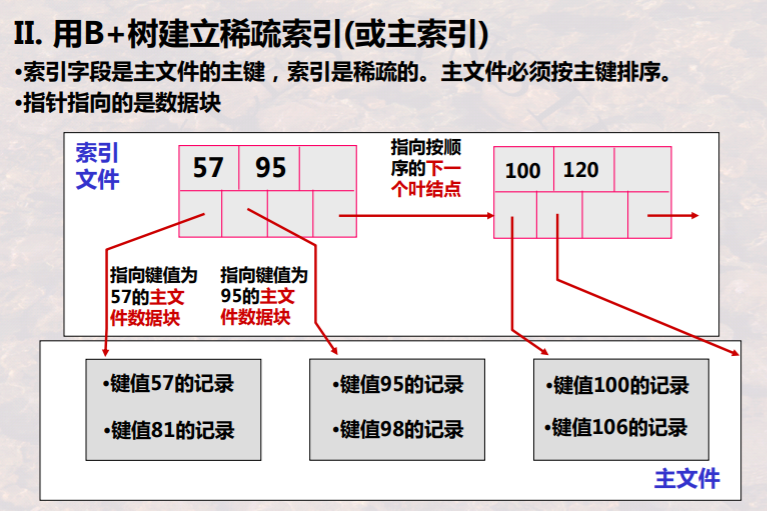 II. 用B+树建立稀疏索引(或主索引)
•索引字段是主文件的主键，索引是稀疏的。主文件必须按主键排序。
•指针指向的是数据块
索引
文件
57 95
指向按顺
序的下一
个叶结点
100 120
指向键值为
57的主文
件数据块
指向键值为
95的主文
件数据块
•键值57的记录
•键值81的记录
•键值95的记录
•键值98的记录
•键值100的记录
•键值106的记录
主文件